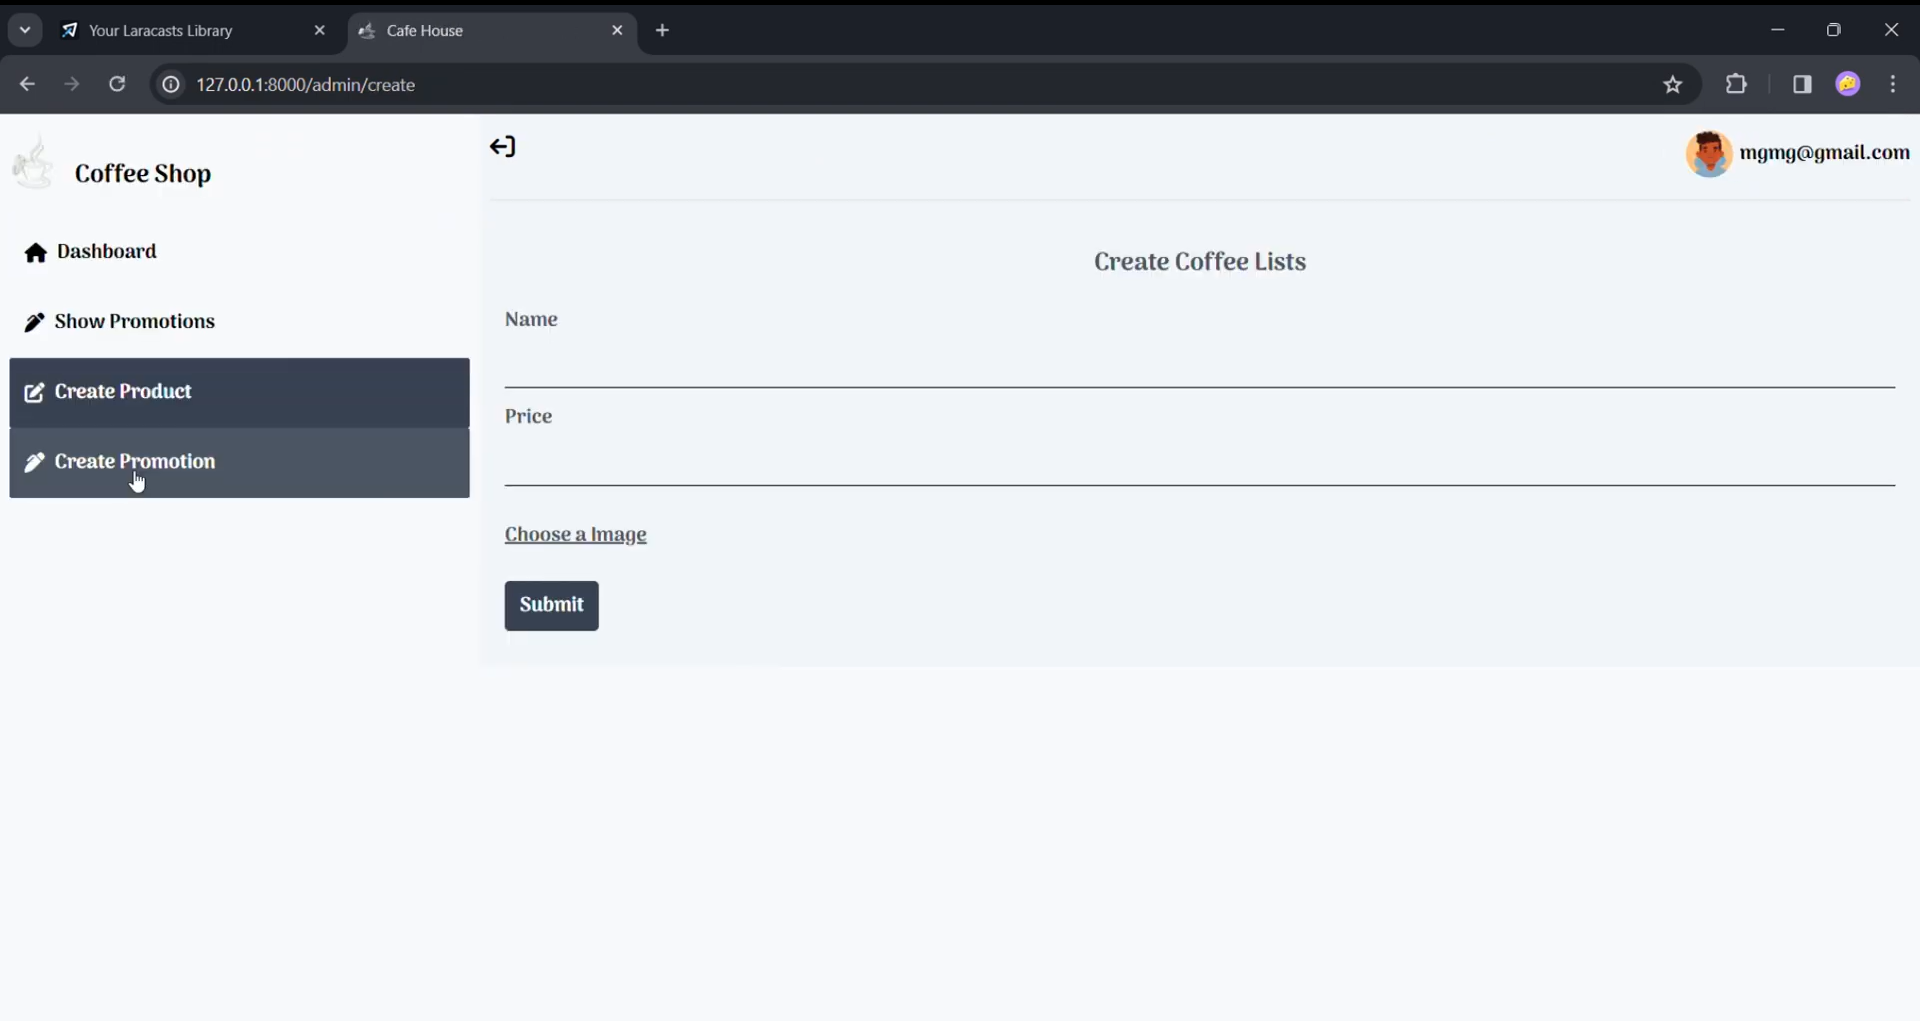 Your Laracasts Library
Cafe House
127.0.0.1:8000/admin/create
Coffee Shop
mgmg@gmail.com
Dashboard
Show Promotions
Create Product
Create Promotion
Create Coffee Lists
Name
Price
Choose a Image
Submit